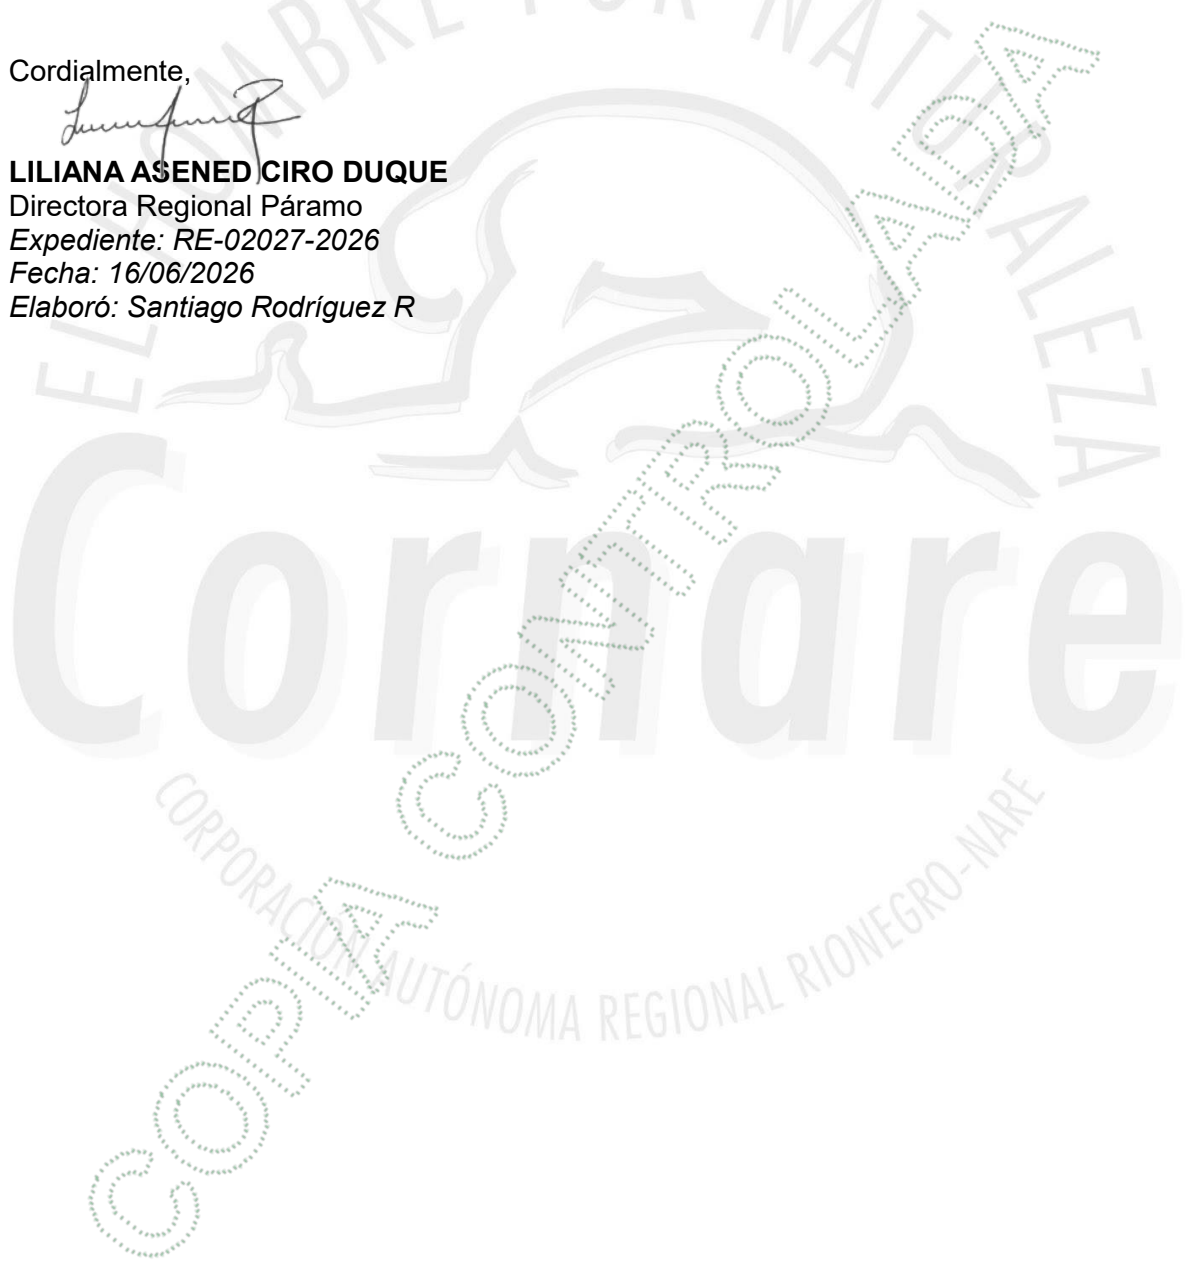 EL HOMBRE POR NATURALEZA
Cordialmente,
LILIANA ASENED CIRO DUQUE
Directora Regional Páramo
Expediente: RE-02027-2026
Fecha: 16/06/2026
Elaboró: Santiago Rodríguez R
Cornare
CORPORACIÓN AUTÓNOMA REGIONAL RIONEGRO-NARE
COPIA CONTROLADA